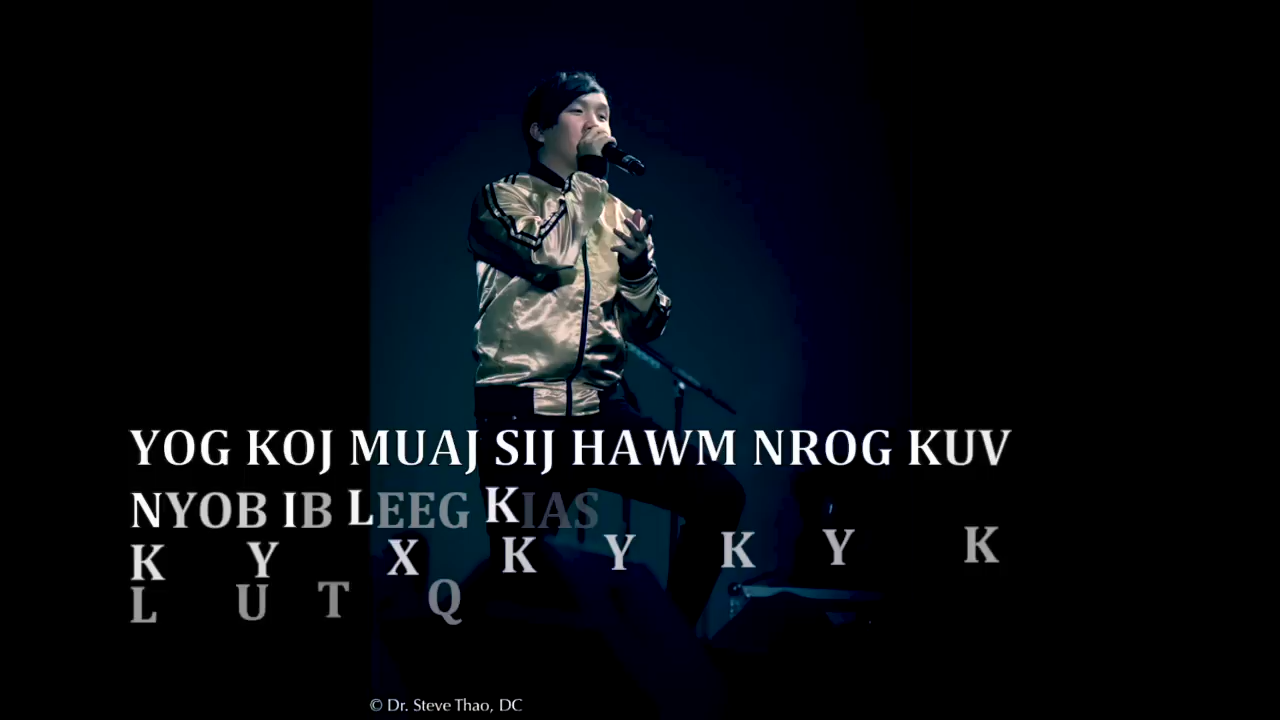 YOG KOJ MUAJ SIJ HAWM NROG KUV
NYOB IB LEEG KIAS
K Y X K Y K Y K
L U T Q
© Dr. Steve Thao, DC